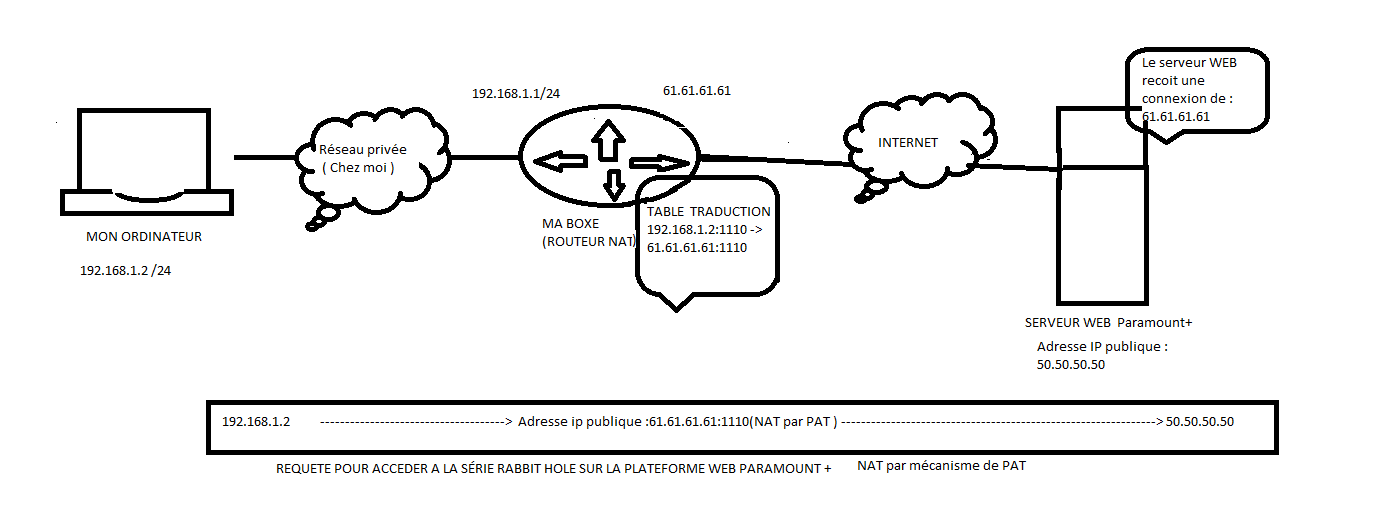 Le serveur WEB
recoit une
connexion de :
61.61.61.61
192.168.1.1/24
61.61.61.61
Réseau privée
( Chez moi )
INTERNET
MON ORDINATEUR
192.168.1.2 /24
MA BOXE
(ROUTEUR NAT)
TABLE TRADUCTION
192.168.1.2:1110 ->
61.61.61.61:1110
SERVEUR WEB Paramount+
Adresse IP publique :
50.50.50.50
192.168.1.2 -------------------------------------> Adresse ip publique :61.61.61.61:1110(NAT par PAT ) ---------------------------------------------------------------> 50.50.50.50
REQUETE POUR ACCEDER A LA SÉRIE RABBIT HOLE SUR LA PLATEFORME WEB PARAMOUNT + NAT par mécanisme de PAT